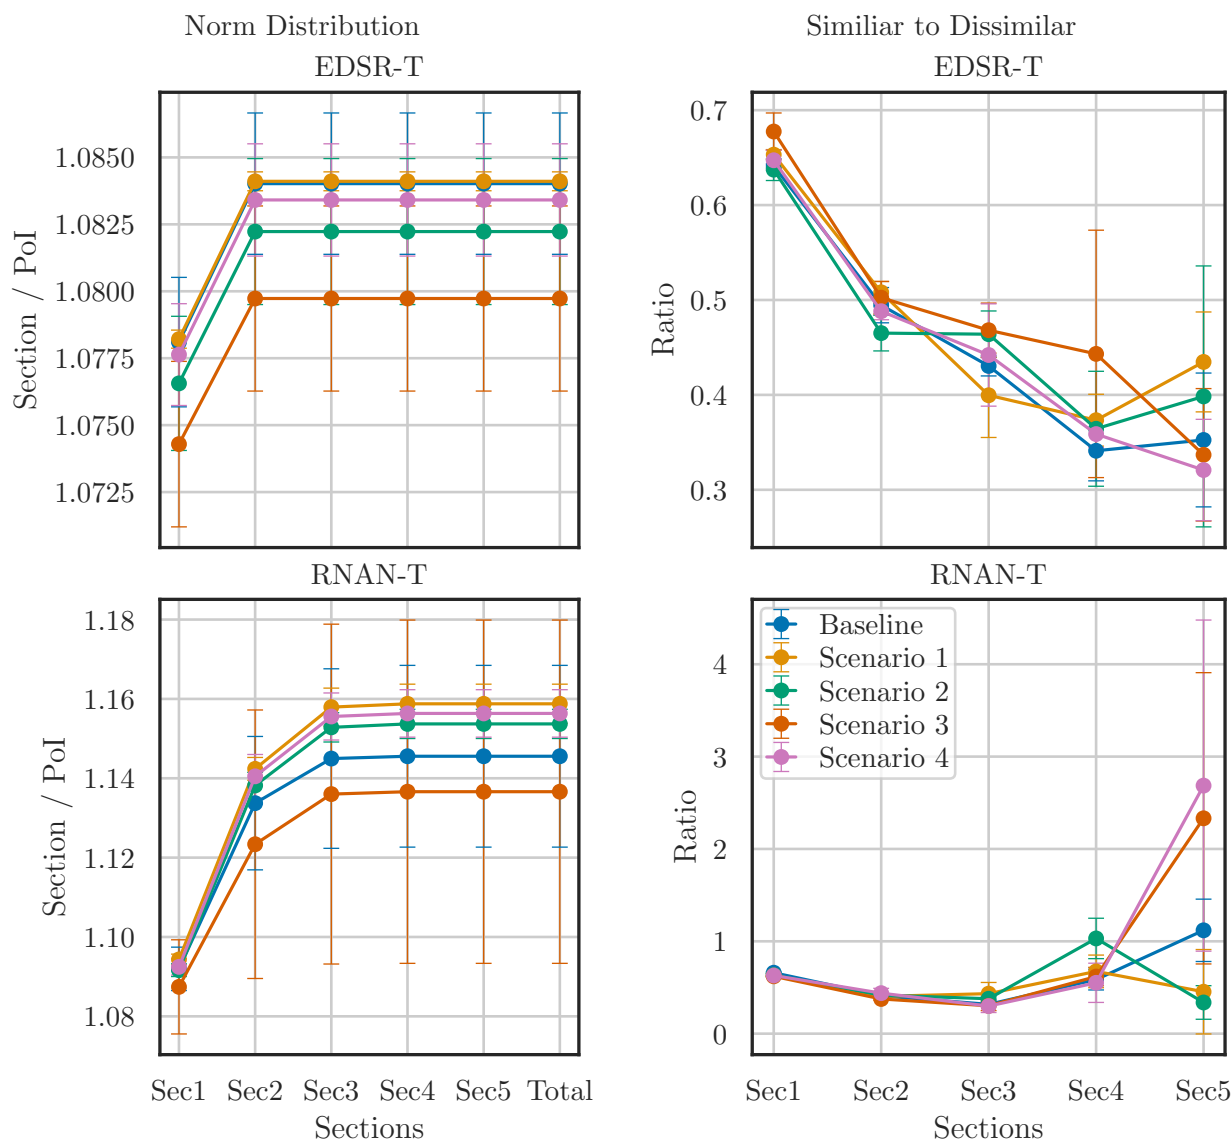 Norm Distribution
EDSR-T
Section / PoI
1.0850
1.0825
1.0800
1.0775
1.0750
1.0725
Similiar to Dissimilar
EDSR-T
Ratio
0.7
0.6
0.5
0.4
0.3
RNAN-T
Section / PoI
1.18
1.16
1.14
1.12
1.10
1.08
Sec1 Sec2 Sec3 Sec4 Sec5 Total
Sections
RNAN-T
Ratio
4
3
2
1
0
Baseline
Scenario 1
Scenario 2
Scenario 3
Scenario 4
Sec1 Sec2 Sec3 Sec4 Sec5
Sections